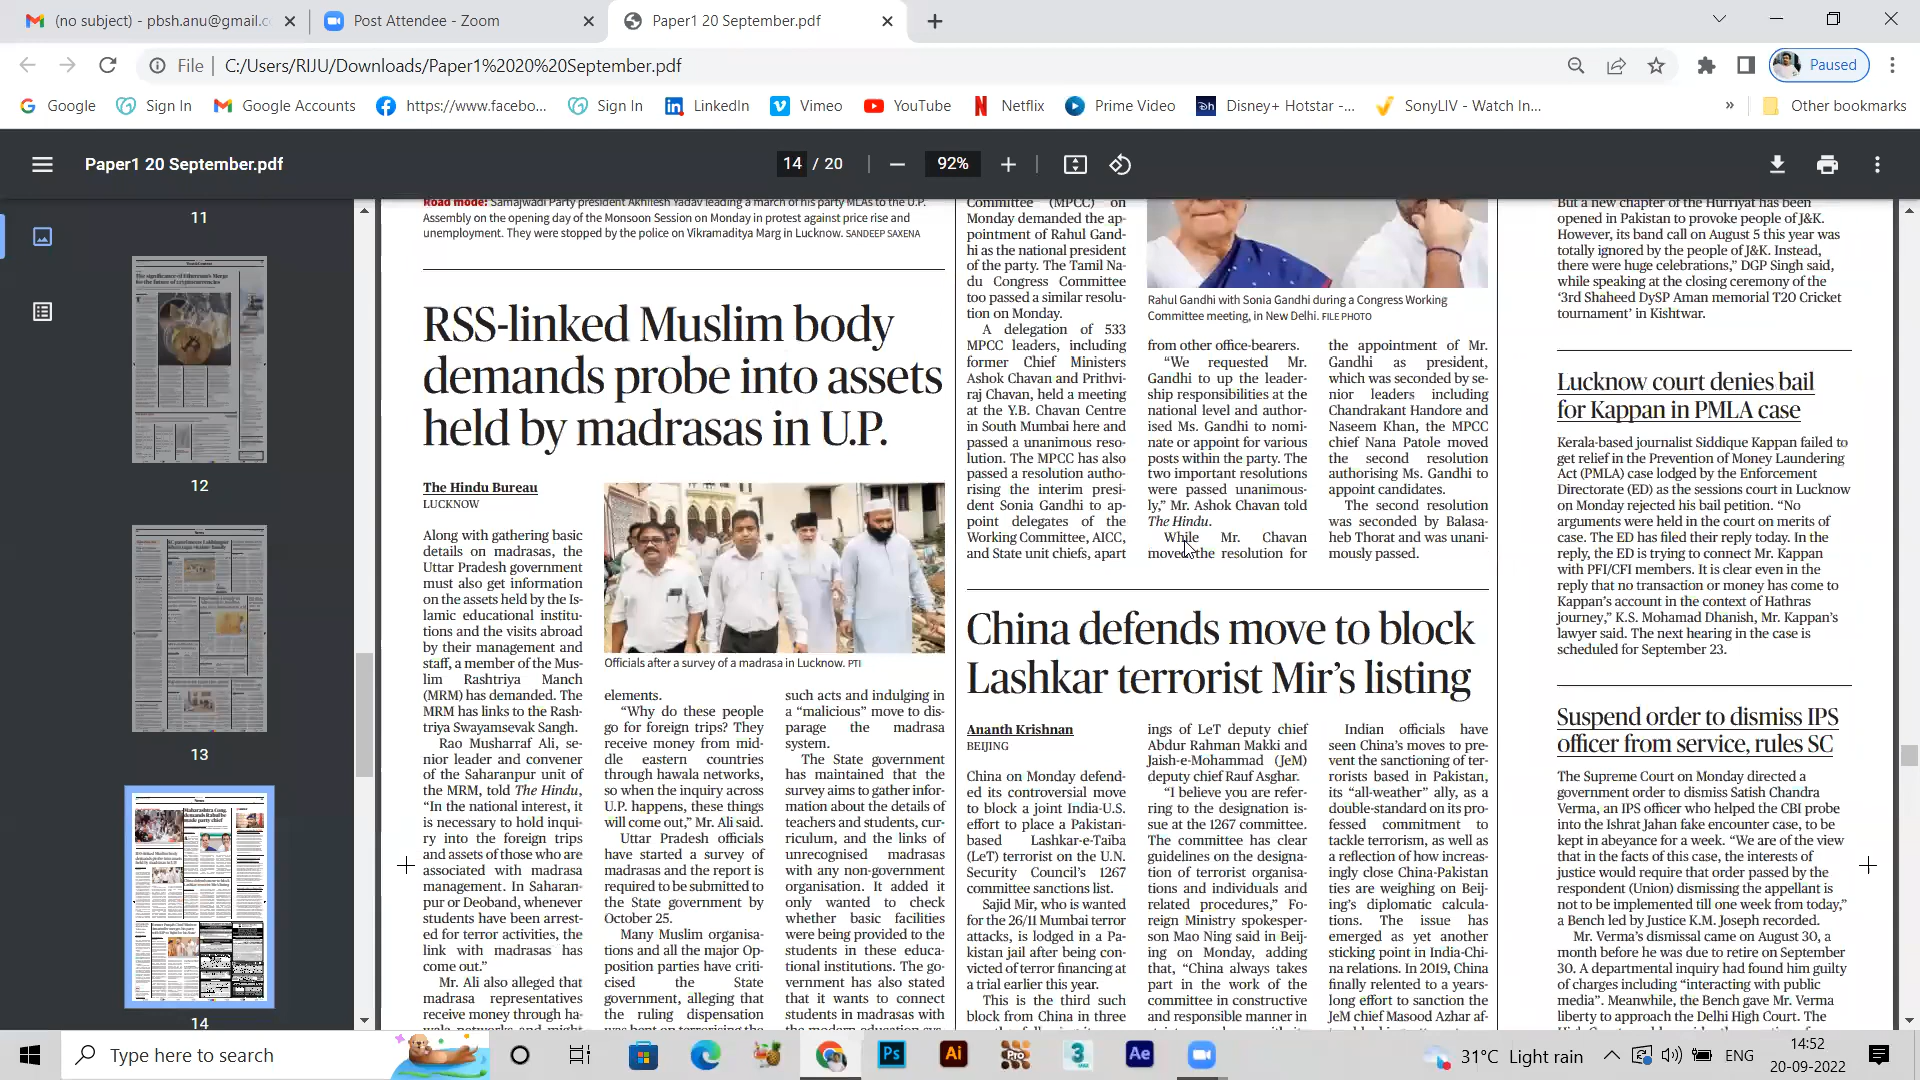 (no subject) - pbsh.anu@gmail.c
Post Attendee - Zoom
Paper1 20 September.pdf
File
C:/Users/RIJU/Downloads/Paper1%2020%20September.pdf
Paused
Google
Sign In
Google Accounts
https://www.facebo...
Sign In
LinkedIn
Vimeo
YouTube
Netflix
Prime Video
Disney+ Hotstar -...
SonyLIV - Watch In...
»
Other bookmarks
Paper1 20 September.pdf
14 / 20
92%
11
12
13
14
Road mode: Samajwadi Party president Akhilesh Yadav leading a march of his party MLAs to the U.P.
Assembly on the opening day of the Monsoon Session on Monday in protest against price rise and
unemployment. They were stopped by the police on Vikramaditya Marg in Lucknow. SANDEEP SAXENA
RSS-linked Muslim body
demands probe into assets
held by madrasas in U.P.
The Hindu Bureau
LUCKNOW
Along with gathering basic
details on madrasas, the
Uttar Pradesh government
must also get information
on the assets held by the Is-
lamic educational institu-
tions and the visits abroad
by their management and
staff, a member of the Mus-
lim Rashtriya Manch
(MRM) has demanded. The
MRM has links to the Rash-
triya Swayamsevak Sangh.
Rao Musharraf Ali, se-
nior leader and convener
of the Saharanpur unit of
the MRM, told The Hindu,
“In the national interest, it
is necessary to hold inqui-
ry into the foreign trips
and assets of those who are
associated with madrasa
management. In Saharan-
pur or Deoband, whenever
students have been arrest-
ed for terror activities, the
link with madrasas has
come out.”
Mr. Ali also alleged that
madrasa representatives
receive money through ha-
Officials after a survey of a madrasa in Lucknow. PTI
elements.
“Why do these people
go for foreign trips? They
receive money from mid-
dle eastern countries
through hawala networks,
so when the inquiry across
U.P. happens, these things
will come out,” Mr. Ali said.
Uttar Pradesh officials
have started a survey of
madrasas and the report is
required to be submitted to
the State government by
October 25.
Many Muslim organisa-
tions and all the major Op-
position parties have criti-
cised the State
government, alleging that
the ruling dispensation
such acts and indulging in
a “malicious” move to dis-
parage the madrasa
system.
The State government
has maintained that the
survey aims to gather infor-
mation about the details of
teachers and students, cur-
riculum, and the links of
unrecognised madrasas
with any non-government
organisation. It added it
only wanted to check
whether basic facilities
were being provided to the
students in these educa-
tional institutions. The go-
vernment has also stated
that it wants to connect
students in madrasas with
Committee (MPCC) on
Monday demanded the ap-
pointment of Rahul Gand-
hi as the national president
of the party. The Tamil Na-
du Congress Committee
too passed a similar resolu-
tion on Monday.
A delegation of 533
MPCC leaders, including
former Chief Ministers
Ashok Chavan and Prithvi-
raj Chavan, held a meeting
at the Y.B. Chavan Centre
in South Mumbai here and
passed a unanimous reso-
lution. The MPCC has also
passed a resolution autho-
rising the interim presi-
dent Sonia Gandhi to ap-
point delegates of the
Working Committee, AICC,
and State unit chiefs, apart
Rahul Gandhi with Sonia Gandhi during a Congress Working
Committee meeting, in New Delhi. FILE PHOTO
from other office-bearers.
“We requested Mr.
Gandhi to up the leader-
ship responsibilities at the
national level and author-
ised Ms. Gandhi to nomi-
nate or appoint for various
posts within the party. The
two important resolutions
were passed unanimous-
ly,” Mr. Ashok Chavan told
The Hindu.
While Mr. Chavan
moved the resolution for
the appointment of Mr.
Gandhi as president,
which was seconded by se-
nior leaders including
Chandrakant Handore and
Naseem Khan, the MPCC
chief Nana Patole moved
the second resolution
authorising Ms. Gandhi to
appoint candidates.
The second resolution
was seconded by Balasa-
heb Thorat and was unani-
mously passed.
China defends move to block
Lashkar terrorist Mir’s listing
Ananth Krishnan
BEIJING
China on Monday defend-
ed its controversial move
to block a joint India-U.S.
effort to place a Pakistan-
based Lashkar-e-Taiba
(LeT) terrorist on the U.N.
Security Council’s 1267
committee sanctions list.
Sajid Mir, who is wanted
for the 26/11 Mumbai terror
attacks, is lodged in a Pa-
kistan jail after being con-
victed of terror financing at
a trial earlier this year.
This is the third such
block from China in three
ings of LeT deputy chief
Abdur Rahman Makki and
Jaish-e-Mohammad (JeM)
deputy chief Rauf Asghar.
“I believe you are refer-
ring to the designation is-
sue at the 1267 committee.
The committee has clear
guidelines on the designa-
tion of terrorist organisa-
tions and individuals and
related procedures,” Fo-
reign Ministry spokesper-
son Mao Ning said in Beij-
ing on Monday, adding
that, “China always takes
part in the work of the
committee in constructive
and responsible manner in
Indian officials have
seen China’s moves to pre-
vent the sanctioning of ter-
rorists based in Pakistan,
its “all-weather” ally, as a
double-standard on its pro-
fessed commitment to
tackle terrorism, as well as
a reflection of how increas-
ingly close China-Pakistan
ties are weighing on Beij-
ing’s diplomatic calcula-
tions. The issue has
emerged as yet another
sticking point in India-Chi-
na relations. In 2019, China
finally relented to a years-
long effort to sanction the
JeM chief Masood Azhar af-
But a new chapter of the Hurriyat has been
opened in Pakistan to provoke people of J&K.
However, its band call on August 5 this year was
totally ignored by the people of J&K. Instead,
there were huge celebrations,” DGP Singh said,
while speaking at the closing ceremony of the
‘3rd Shaheed DySP Aman memorial T20 Cricket
tournament’ in Kishtwar.
Lucknow court denies bail
for Kappan in PMLA case
Kerala-based journalist Siddique Kappan failed to
get relief in the Prevention of Money Laundering
Act (PMLA) case lodged by the Enforcement
Directorate (ED) as the sessions court in Lucknow
on Monday rejected his bail petition. “No
arguments were held in the court on merits of
case. The ED has filed their reply today. In the
reply, the ED is trying to connect Mr. Kappan
with PFI/CFI members. It is clear even in the
reply that no transaction or money has come to
Kappan’s account in the context of Hathras
journey,” K.S. Mohamad Dhanish, Mr. Kappan’s
lawyer said. The next hearing in the case is
scheduled for September 23.
Suspend order to dismiss IPS
officer from service, rules SC
The Supreme Court on Monday directed a
government order to dismiss Satish Chandra
Verma, an IPS officer who helped the CBI probe
into the Ishrat Jahan fake encounter case, to be
kept in abeyance for a week. “We are of the view
that in the facts of this case, the interests of
justice would require that order passed by the
respondent (Union) dismissing the appellant is
not to be implemented till one week from today,”
a Bench led by Justice K.M. Joseph recorded.
Mr. Verma’s dismissal came on August 30, a
month before he was due to retire on September
30. A departmental inquiry had found him guilty
of charges including “interacting with public
media”. Meanwhile, the Bench gave Mr. Verma
liberty to approach the Delhi High Court. The
Type here to search
31°C Light rain
ENG
14:52
20-09-2022